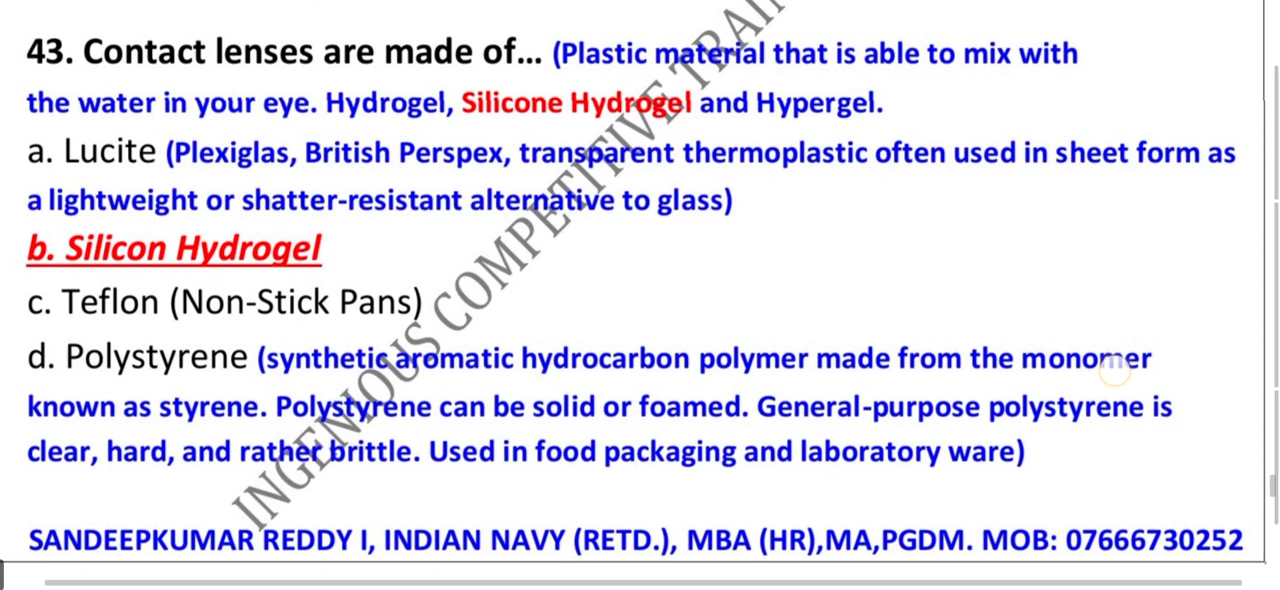 43. Contact lenses are made of... (Plastic material that is able to mix with
the water in your eye. Hydrogel, Silicone Hydrogel and Hypergel.
a. Lucite (Plexiglas, British Perspex, transparent thermoplastic often used in sheet form as
a lightweight or shatter-resistant alternative to glass)
b. Silicon Hydrogel
c. Teflon (Non-Stick Pans)
d. Polystyrene (synthetic aromatic hydrocarbon polymer made from the monomer
known as styrene. Polystyrene can be solid or foamed. General-purpose polystyrene is
clear, hard, and rather brittle. Used in food packaging and laboratory ware)
INGENIOUS COMPETITIVE TRAI
SANDEEPKUMAR REDDY I, INDIAN NAVY (RETD.), MBA (HR),MA,PGDM. MOB: 07666730252